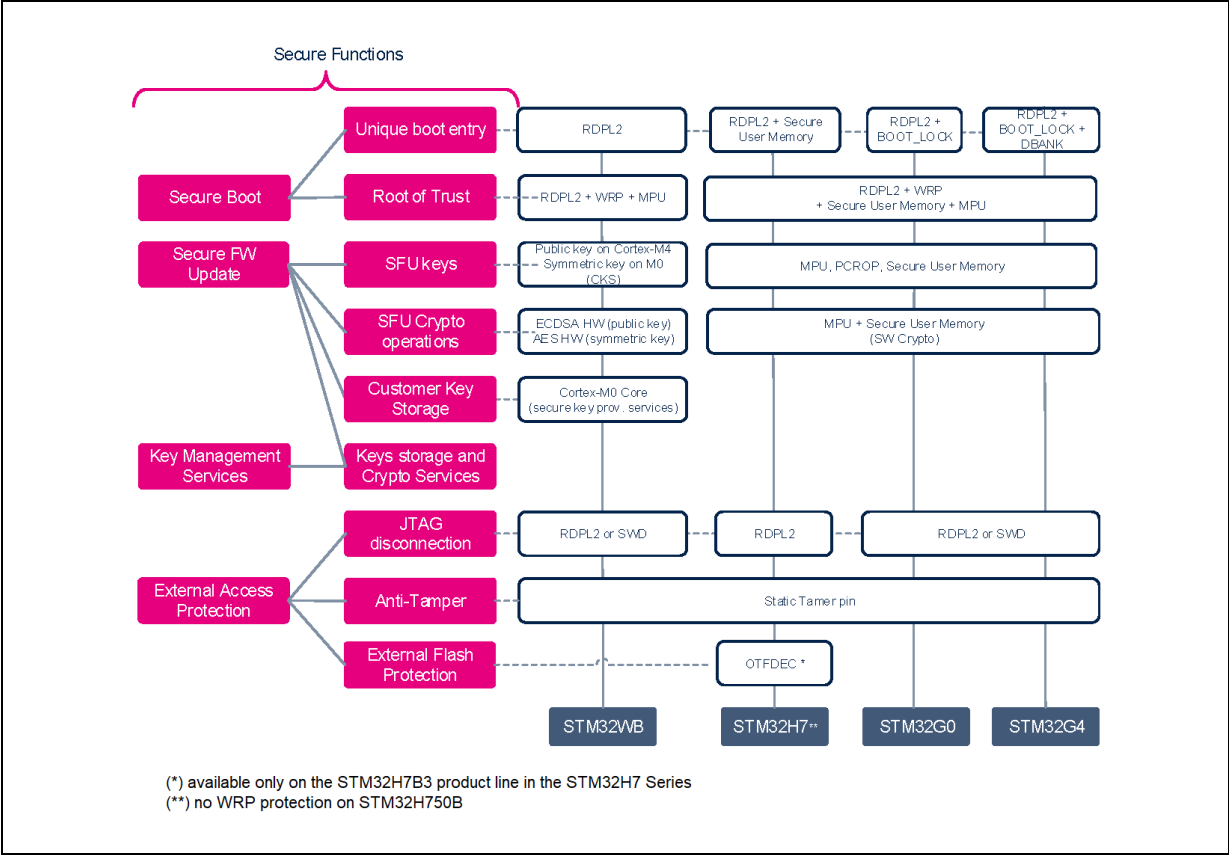 Secure Functions
Unique boot entry
RDPL2
RDPL2 + Secure
User Memory
RDPL2 +
BOOT_LOCK
RDPL2 +
BOOT_LOCK +
DBANK
Secure Boot
Root of Trust
RDPL2 + WRP + MPU
RDPL2 + WRP
+ Secure User Memory + MPU
Secure FW
Update
SFU keys
Public key on Cortex-M4
Symmetric key on M0
(CKS)
MPU, PCROP, Secure User Memory
SFU Crypto
operations
ECDSA HW (public key)
AES HW (symmetric key)
MPU + Secure User Memory
(SW Crypto)
Customer Key
Storage
Cortex-M0 Core
(secure key prov. services)
Key Management
Services
Keys storage and
Crypto Services
JTAG
disconnection
RDPL2 or SWD
RDPL2
RDPL2 or SWD
External Access
Protection
Anti-Tamper
Static Tamer pin
External Flash
Protection
OTFDEC *
STM32WB
STM32H7**
STM32G0
STM32G4
(*) available only on the STM32H7B3 product line in the STM32H7 Series
(**) no WRP protection on STM32H750B